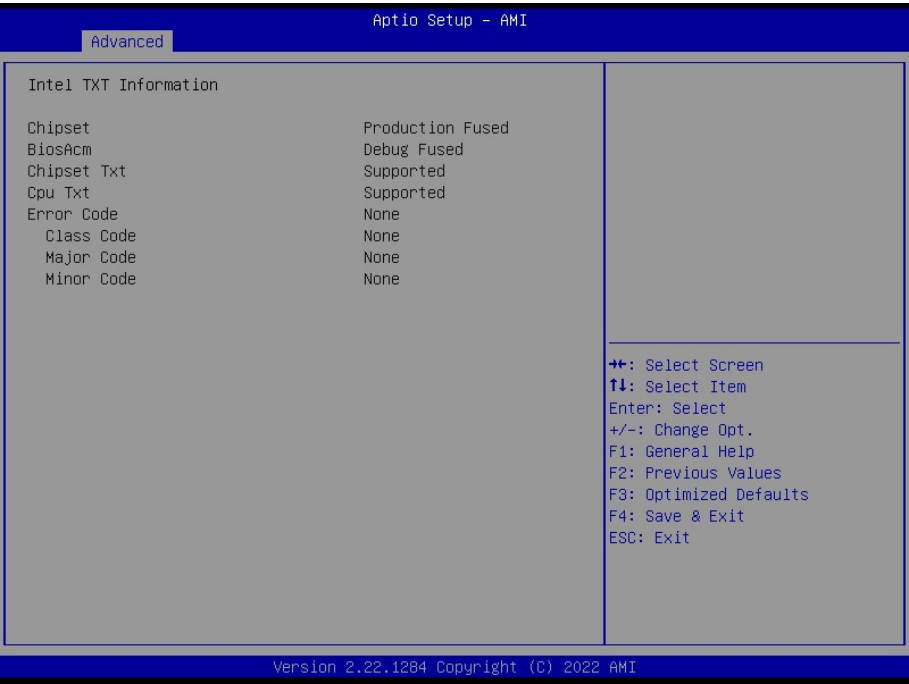 Aptio Setup – AMI
Advanced
Intel TXT Information
Chipset Production Fused
BiosAcm Debug Fused
Chipset Txt Supported
Cpu Txt Supported
Error Code None
Class Code None
Major Code None
Minor Code None
→←: Select Screen
↑↓: Select Item
Enter: Select
+/-: Change Opt.
F1: General Help
F2: Previous Values
F3: Optimized Defaults
F4: Save & Exit
ESC: Exit
Version 2.22.1284 Copyright (C) 2022 AMI